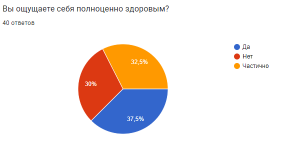 Вы ощущаете себя полноценно здоровым?
40 ответов
32,5%
30%
37,5%
Да
Нет
Частично